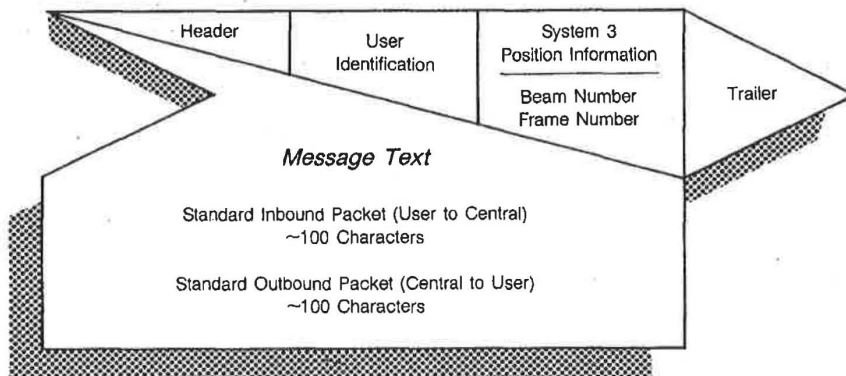 Header
User
Identification
System 3
Position Information
Beam Number
Frame Number
Trailer
Message Text
Standard Inbound Packet (User to Central)
~100 Characters
Standard Outbound Packet (Central to User)
~100 Characters